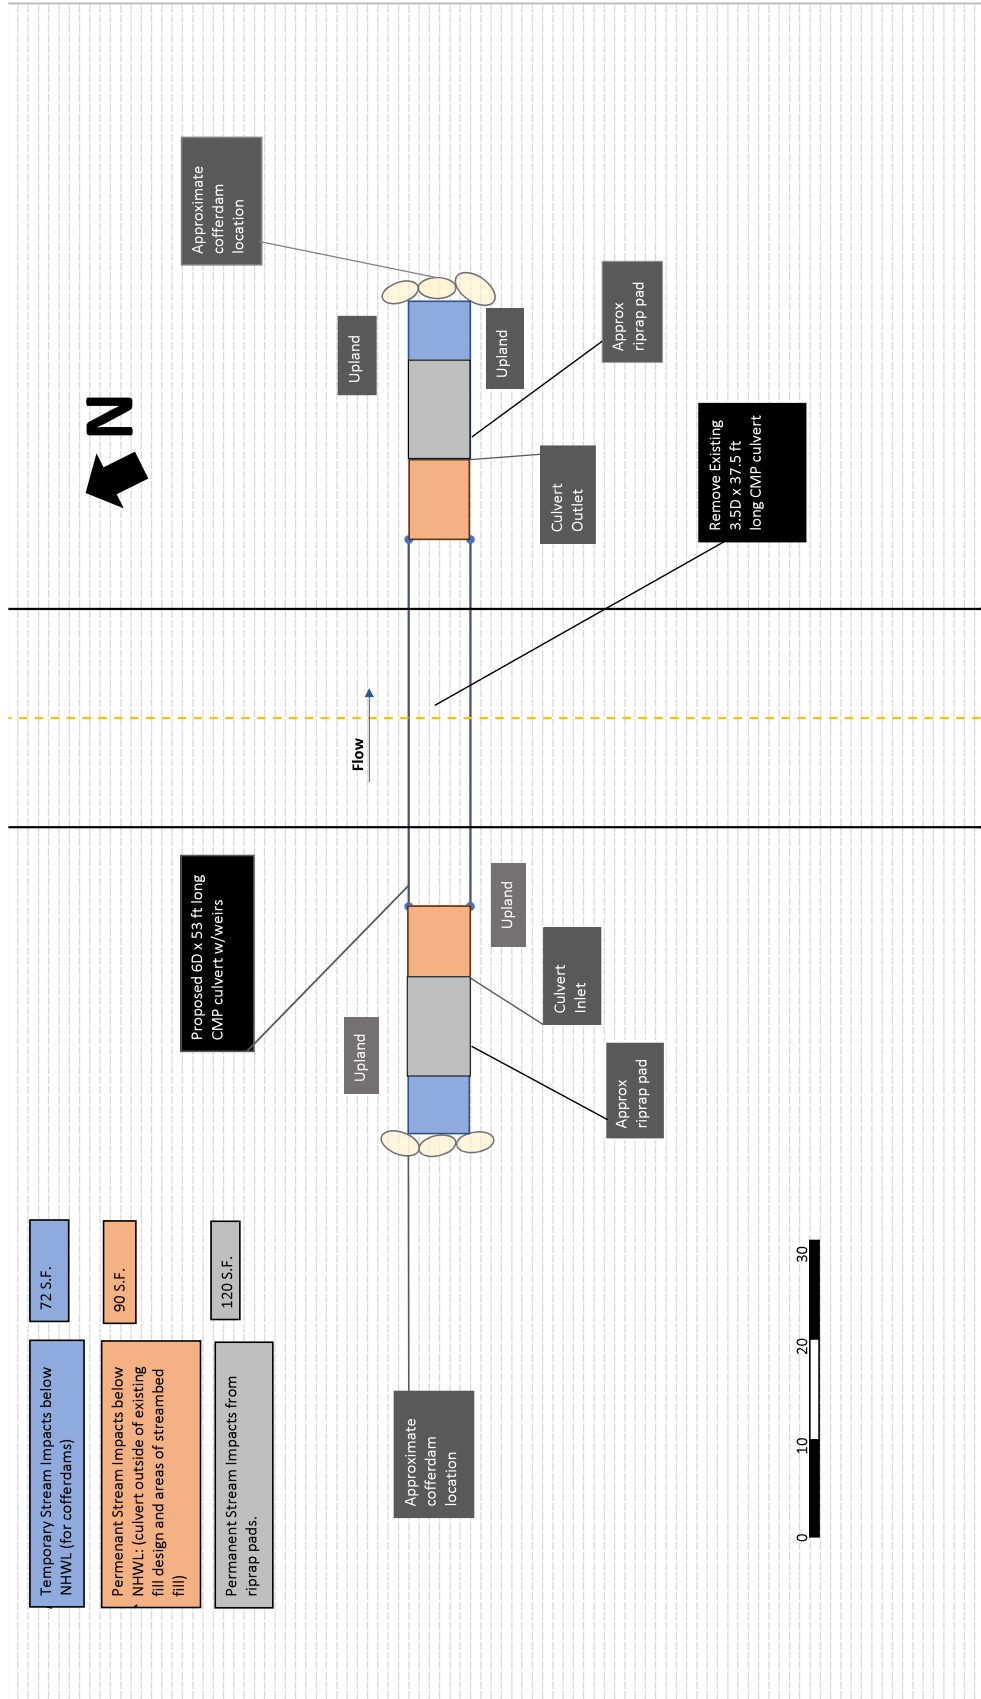 Temporary Stream Impacts below
NHWL (for cofferdams)
72 S.F.
Permenant Stream Impacts below
NHWL: (culvert outside of existing
fill design and areas of streambed
fill)
90 S.F.
Permanent Stream Impacts from
riprap pads.
120 S.F.
Proposed 6D x 53 ft long
CMP culvert w/weirs
N
Approximate
cofferdam
location
Upland
Flow
Upland
Approximate
cofferdam
location
Upland
Upland
Culvert
Inlet
Culvert
Outlet
Approx
riprap pad
Approx
riprap pad
Remove Existing
3.5D x 37.5 ft
long CMP culvert
0
10
20
30